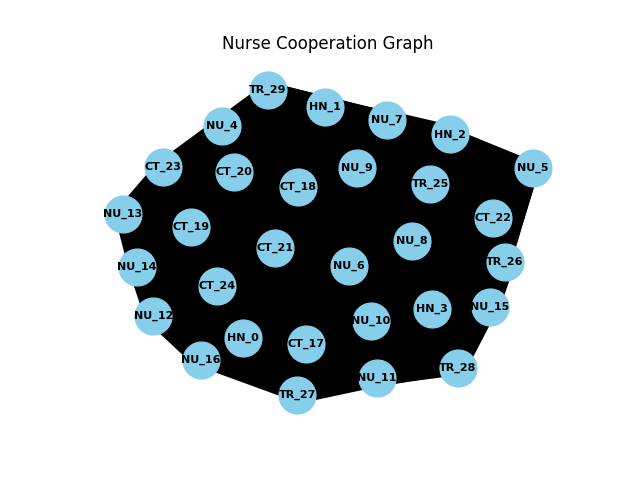 Nurse Cooperation Graph
TR_29
HN_1
NU_7
NU_4
HN_2
CT_23
NU_9
NU_5
CT_20
CT_18
TR_25
NU_13
CT_22
CT_19
NU_8
CT_21
TR_26
NU_14
NU_6
CT_24
NU_15
HN_3
NU_12
NU_10
HN_0
CT_17
NU_16
TR_28
NU_11
TR_27